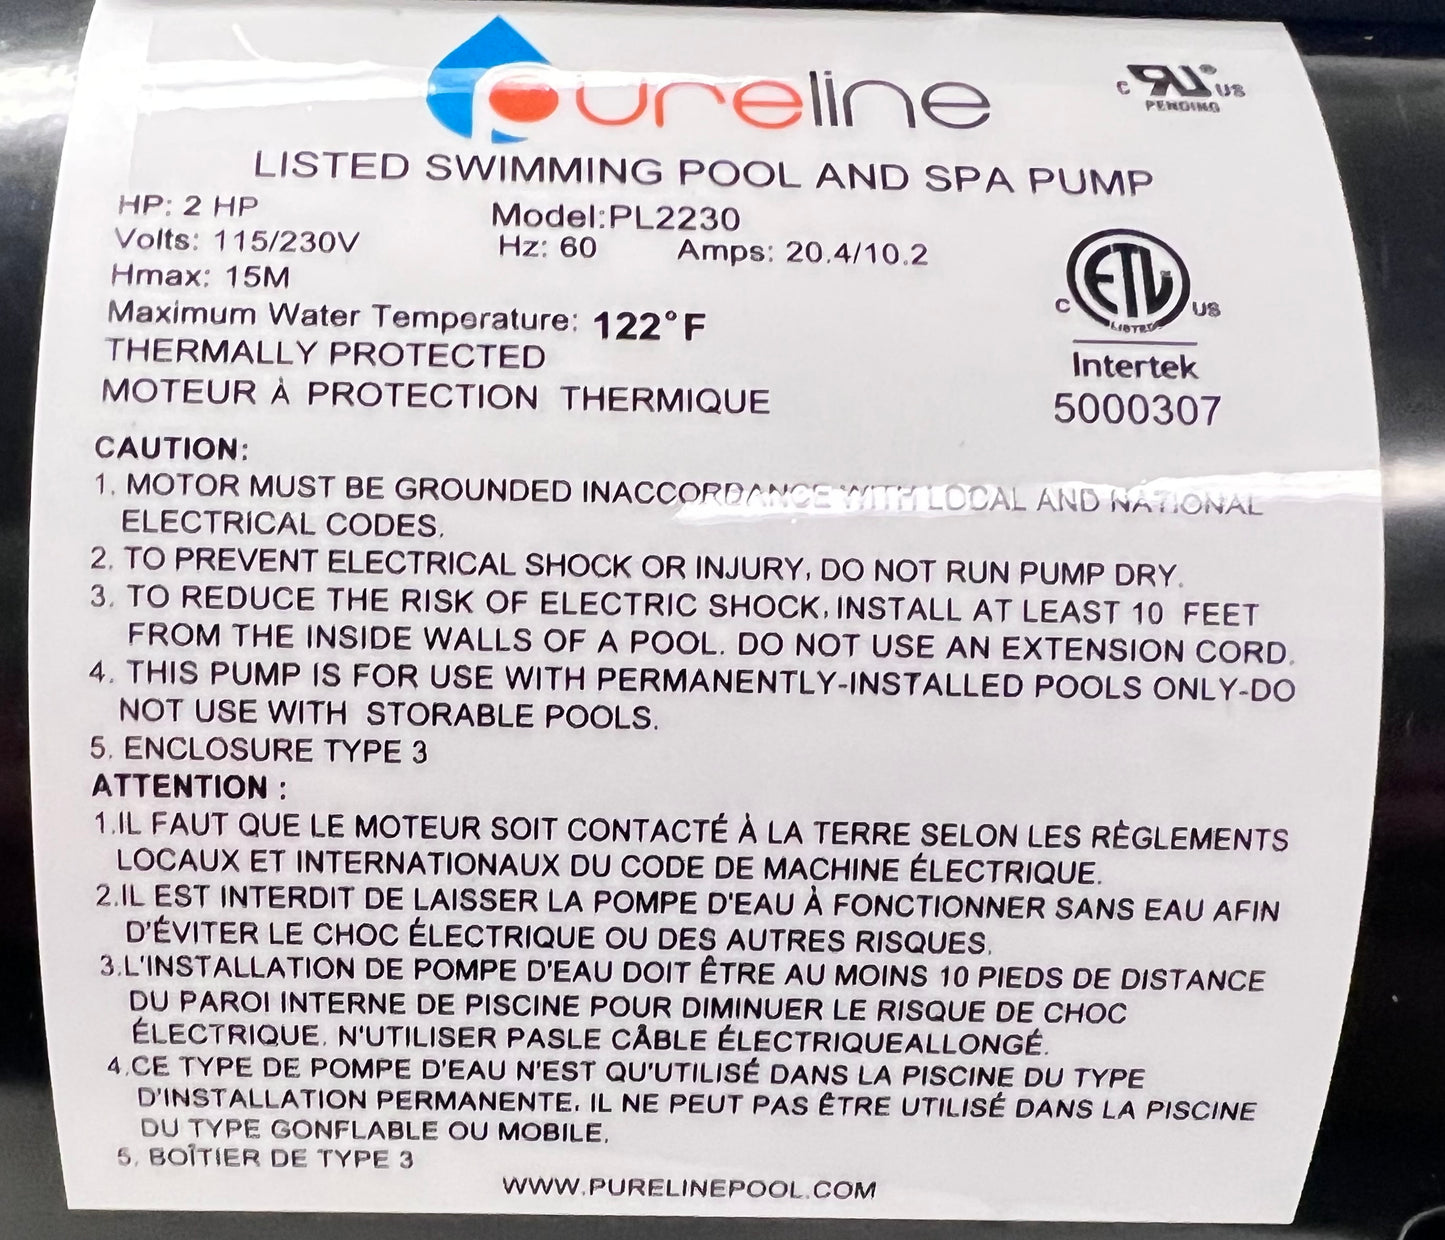 pureline
c RU® US
PENDING
LISTED SWIMMING POOL AND SPA PUMP
HP: 2 HP Model:PL2230
Volts: 115/230V Hz: 60 Amps: 20.4/10.2
Hmax: 15M
Maximum Water Temperature: 122°F
THERMALLY PROTECTED
MOTEUR À PROTECTION THERMIQUE
C ETL US
LISTED
Intertek
5000307
CAUTION:
1. MOTOR MUST BE GROUNDED INACCORDANCE WITH LOCAL AND NATIONAL
ELECTRICAL CODES.
2. TO PREVENT ELECTRICAL SHOCK OR INJURY, DO NOT RUN PUMP DRY.
3. TO REDUCE THE RISK OF ELECTRIC SHOCK, INSTALL AT LEAST 10 FEET
FROM THE INSIDE WALLS OF A POOL. DO NOT USE AN EXTENSION CORD.
4. THIS PUMP IS FOR USE WITH PERMANENTLY-INSTALLED POOLS ONLY-DO
NOT USE WITH STORABLE POOLS.
5. ENCLOSURE TYPE 3
ATTENTION :
1.IL FAUT QUE LE MOTEUR SOIT CONTACTÉ À LA TERRE SELON LES RÈGLEMENTS
LOCAUX ET INTERNATIONAUX DU CODE DE MACHINE ÉLECTRIQUE.
2.IL EST INTERDIT DE LAISSER LA POMPE D'EAU À FONCTIONNER SANS EAU AFIN
D'ÉVITER LE CHOC ÉLECTRIQUE OU DES AUTRES RISQUES.
3.L'INSTALLATION DE POMPE D'EAU DOIT ÊTRE AU MOINS 10 PIEDS DE DISTANCE
DU PAROI INTERNE DE PISCINE POUR DIMINUER LE RISQUE DE CHOC
ÉLECTRIQUE. N'UTILISER PASLE CÂBLE ÉLECTRIQUEALLONGÉ.
4.CE TYPE DE POMPE D'EAU N'EST QU'UTILISÉ DANS LA PISCINE DU TYPE
D'INSTALLATION PERMANENTE. IL NE PEUT PAS ÊTRE UTILISÉ DANS LA PISCINE
DU TYPE GONFLABLE OU MOBILE.
5. BOÎTIER DE TYPE 3
WWW.PURELINEPOOL.COM